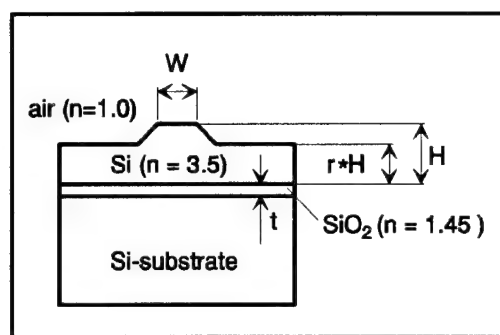 W
air (n=1.0)
Si (n = 3.5)
r*H
H
t
SiO₂ (n = 1.45 )
Si-substrate